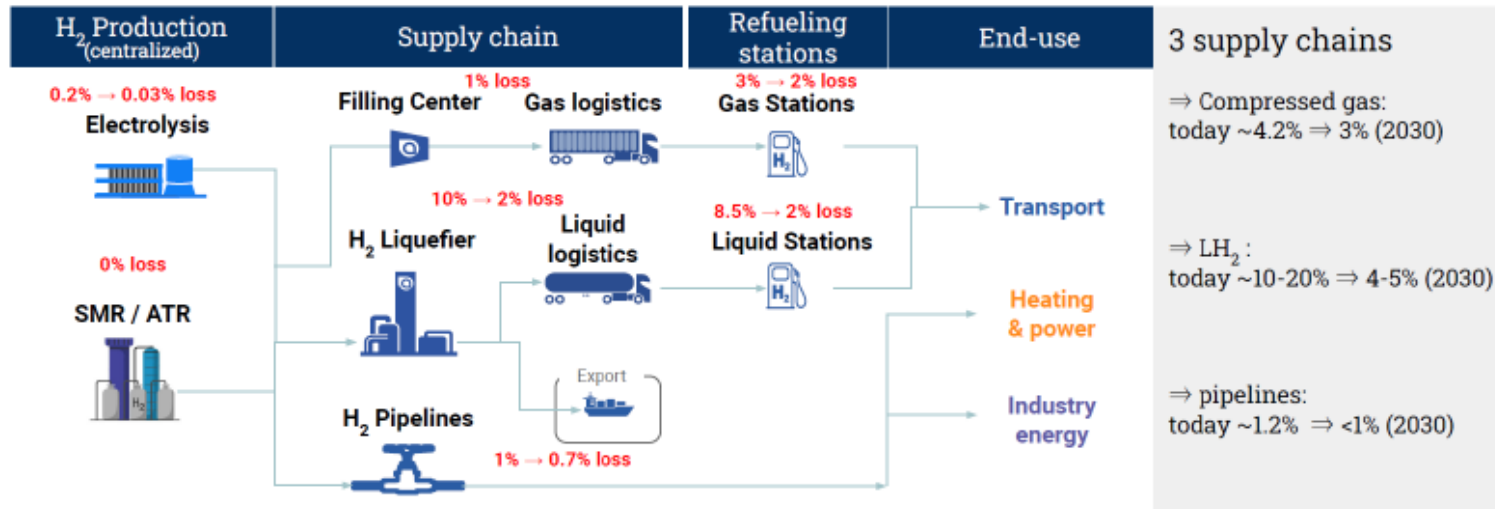 H₂ Production
(centralized)
Supply chain
Refueling
stations
End-use
3 supply chains
0.2% → 0.03% loss
Electrolysis
1% loss
Filling Center
Gas logistics
3% → 2% loss
Gas Stations
H₂
⇒ Compressed gas:
today ~4.2% ⇒ 3% (2030)
10% → 2% loss
H₂ Liquefier
Liquid
logistics
8.5% → 2% loss
Liquid Stations
H₂
Transport
⇒ LH₂ :
today ~10-20% ⇒ 4-5% (2030)
0% loss
SMR / ATR
H₂
Heating
& power
Export
H₂ Pipelines
1% → 0.7% loss
Industry
energy
⇒ pipelines:
today ~1.2% ⇒ <1% (2030)